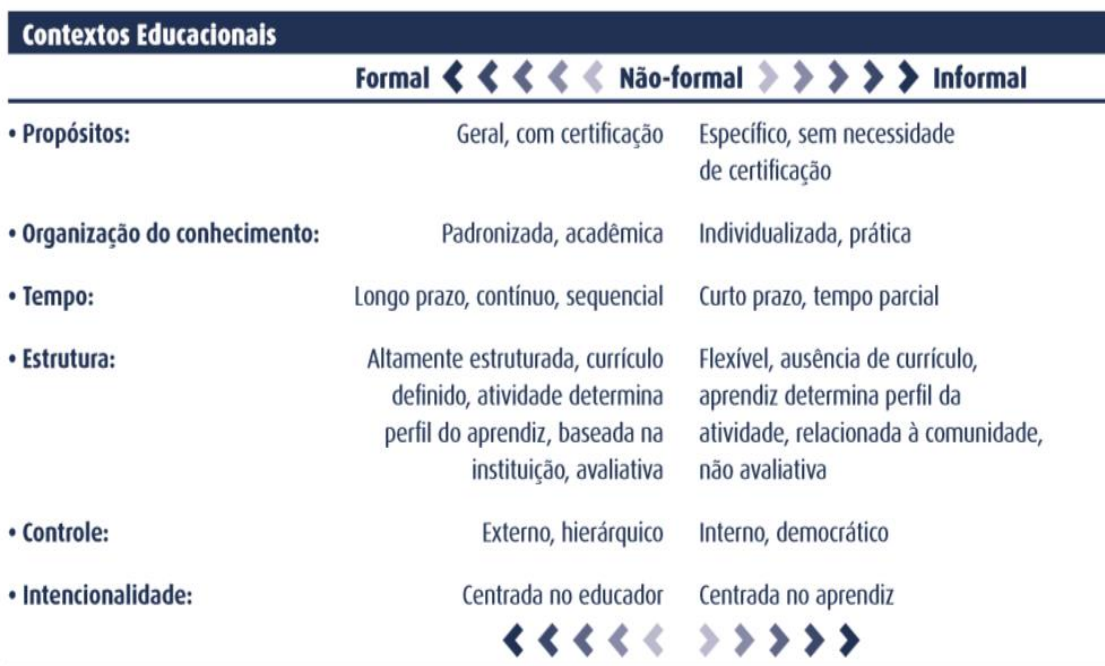 Contextos Educacionais
Formal Não-formal Informal
• Propósitos: Geral, com certificação Específico, sem necessidade
de certificação
• Organização do conhecimento: Padronizada, acadêmica Individualizada, prática
• Tempo: Longo prazo, contínuo, sequencial Curto prazo, tempo parcial
• Estrutura: Altamente estruturada, currículo Flexível, ausência de currículo,
definido, atividade determina aprendiz determina perfil da
perfil do aprendiz, baseada na atividade, relacionada à comunidade,
instituição, avaliativa não avaliativa
• Controle: Externo, hierárquico Interno, democrático
• Intencionalidade: Centrada no educador Centrada no aprendiz